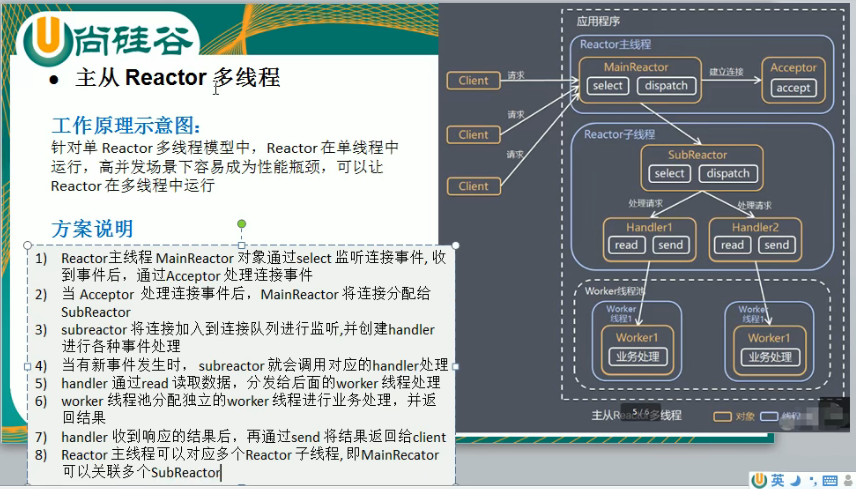 尚硅谷
● 主从 Reactor 多线程
工作原理示意图：
针对单 Reactor 多线程模型中，Reactor 在单线程中
运行，高并发场景下容易成为性能瓶颈，可以让
Reactor 在多线程中运行
方案说明
1) Reactor主线程 MainReactor 对象通过select 监听连接事件, 收
到事件后，通过Acceptor 处理连接事件
2) 当 Acceptor 处理连接事件后，MainReactor 将连接分配给
SubReactor
3) subreactor 将连接加入到连接队列进行监听,并创建handler
进行各种事件处理
4) 当有新事件发生时， subreactor 就会调用对应的handler处理
5) handler 通过read 读取数据，分发给后面的worker 线程处理
6) worker 线程池分配独立的worker 线程进行业务处理，并返
回结果
7) handler 收到响应的结果后，再通过send 将结果返回给client
8) Reactor 主线程可以对应多个Reactor 子线程, 即MainRecator
可以关联多个SubReactor
应用程序
Reactor主线程
MainReactor
select
dispatch
建立连接
Acceptor
accept
Client
请求
Client
请求
Client
请求
Reactor子线程
SubReactor
select
dispatch
处理请求
处理请求
Handler1
read
send
Handler2
read
send
Worker线程池
Worker
线程1
Worker1
业务处理
Worker
线程1
Worker1
业务处理
5/6
对象
线程
英